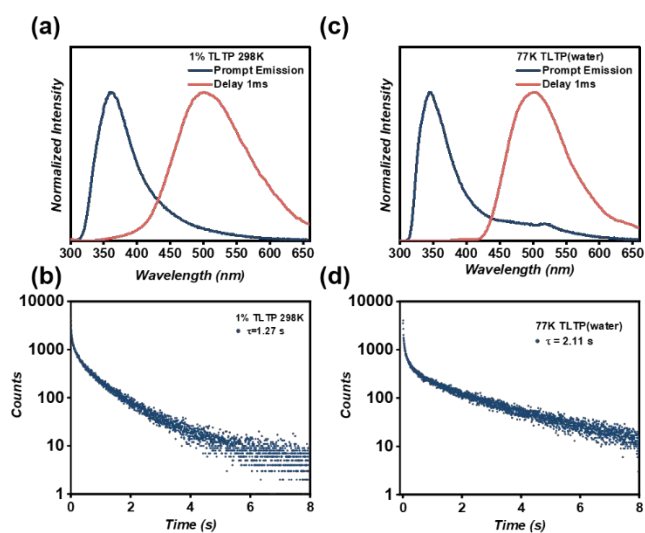 (a)
1% TLTP 298K
Prompt Emission
Delay 1ms
Normalized Intensity
300 350 400 450 500 550 600 650
Wavelength (nm)
(c)
77K TLTP(water)
Prompt Emission
Delay 1ms
Normalized Intensity
300 350 400 450 500 550 600 650
Wavelength (nm)
(b)
10000
1000
100
10
1
1% TLTP 298K
τ=1.27 s
Counts
0 2 4 6 8
Time (s)
(d)
10000
1000
100
10
1
77K TLTP(water)
τ = 2.11 s
Counts
0 2 4 6 8
Time (s)